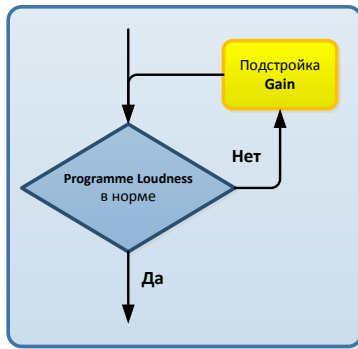 Подстройка
Gain
Нет
Programme Loudness
в норме
Да